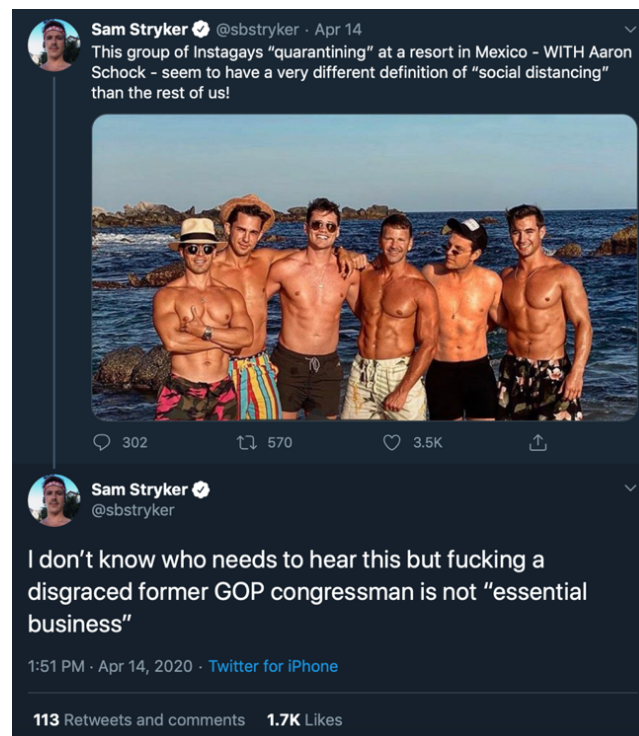 Sam Stryker @sbstryker · Apr 14
This group of Instagays “quarantining” at a resort in Mexico - WITH Aaron
Schock - seem to have a very different definition of “social distancing”
than the rest of us!
302 570 3.5K
Sam Stryker
@sbstryker
I don’t know who needs to hear this but fucking a
disgraced former GOP congressman is not “essential
business”
1:51 PM · Apr 14, 2020 · Twitter for iPhone
113 Retweets and comments 1.7K Likes